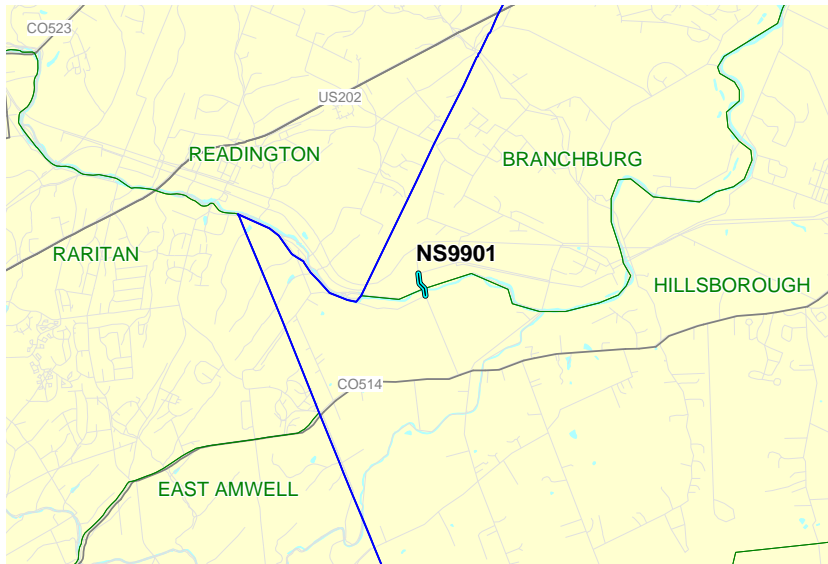 CO523
US202
READINGTON
BRANCHBURG
RARITAN
NS9901
HILLSBOROUGH
CO514
EAST AMWELL